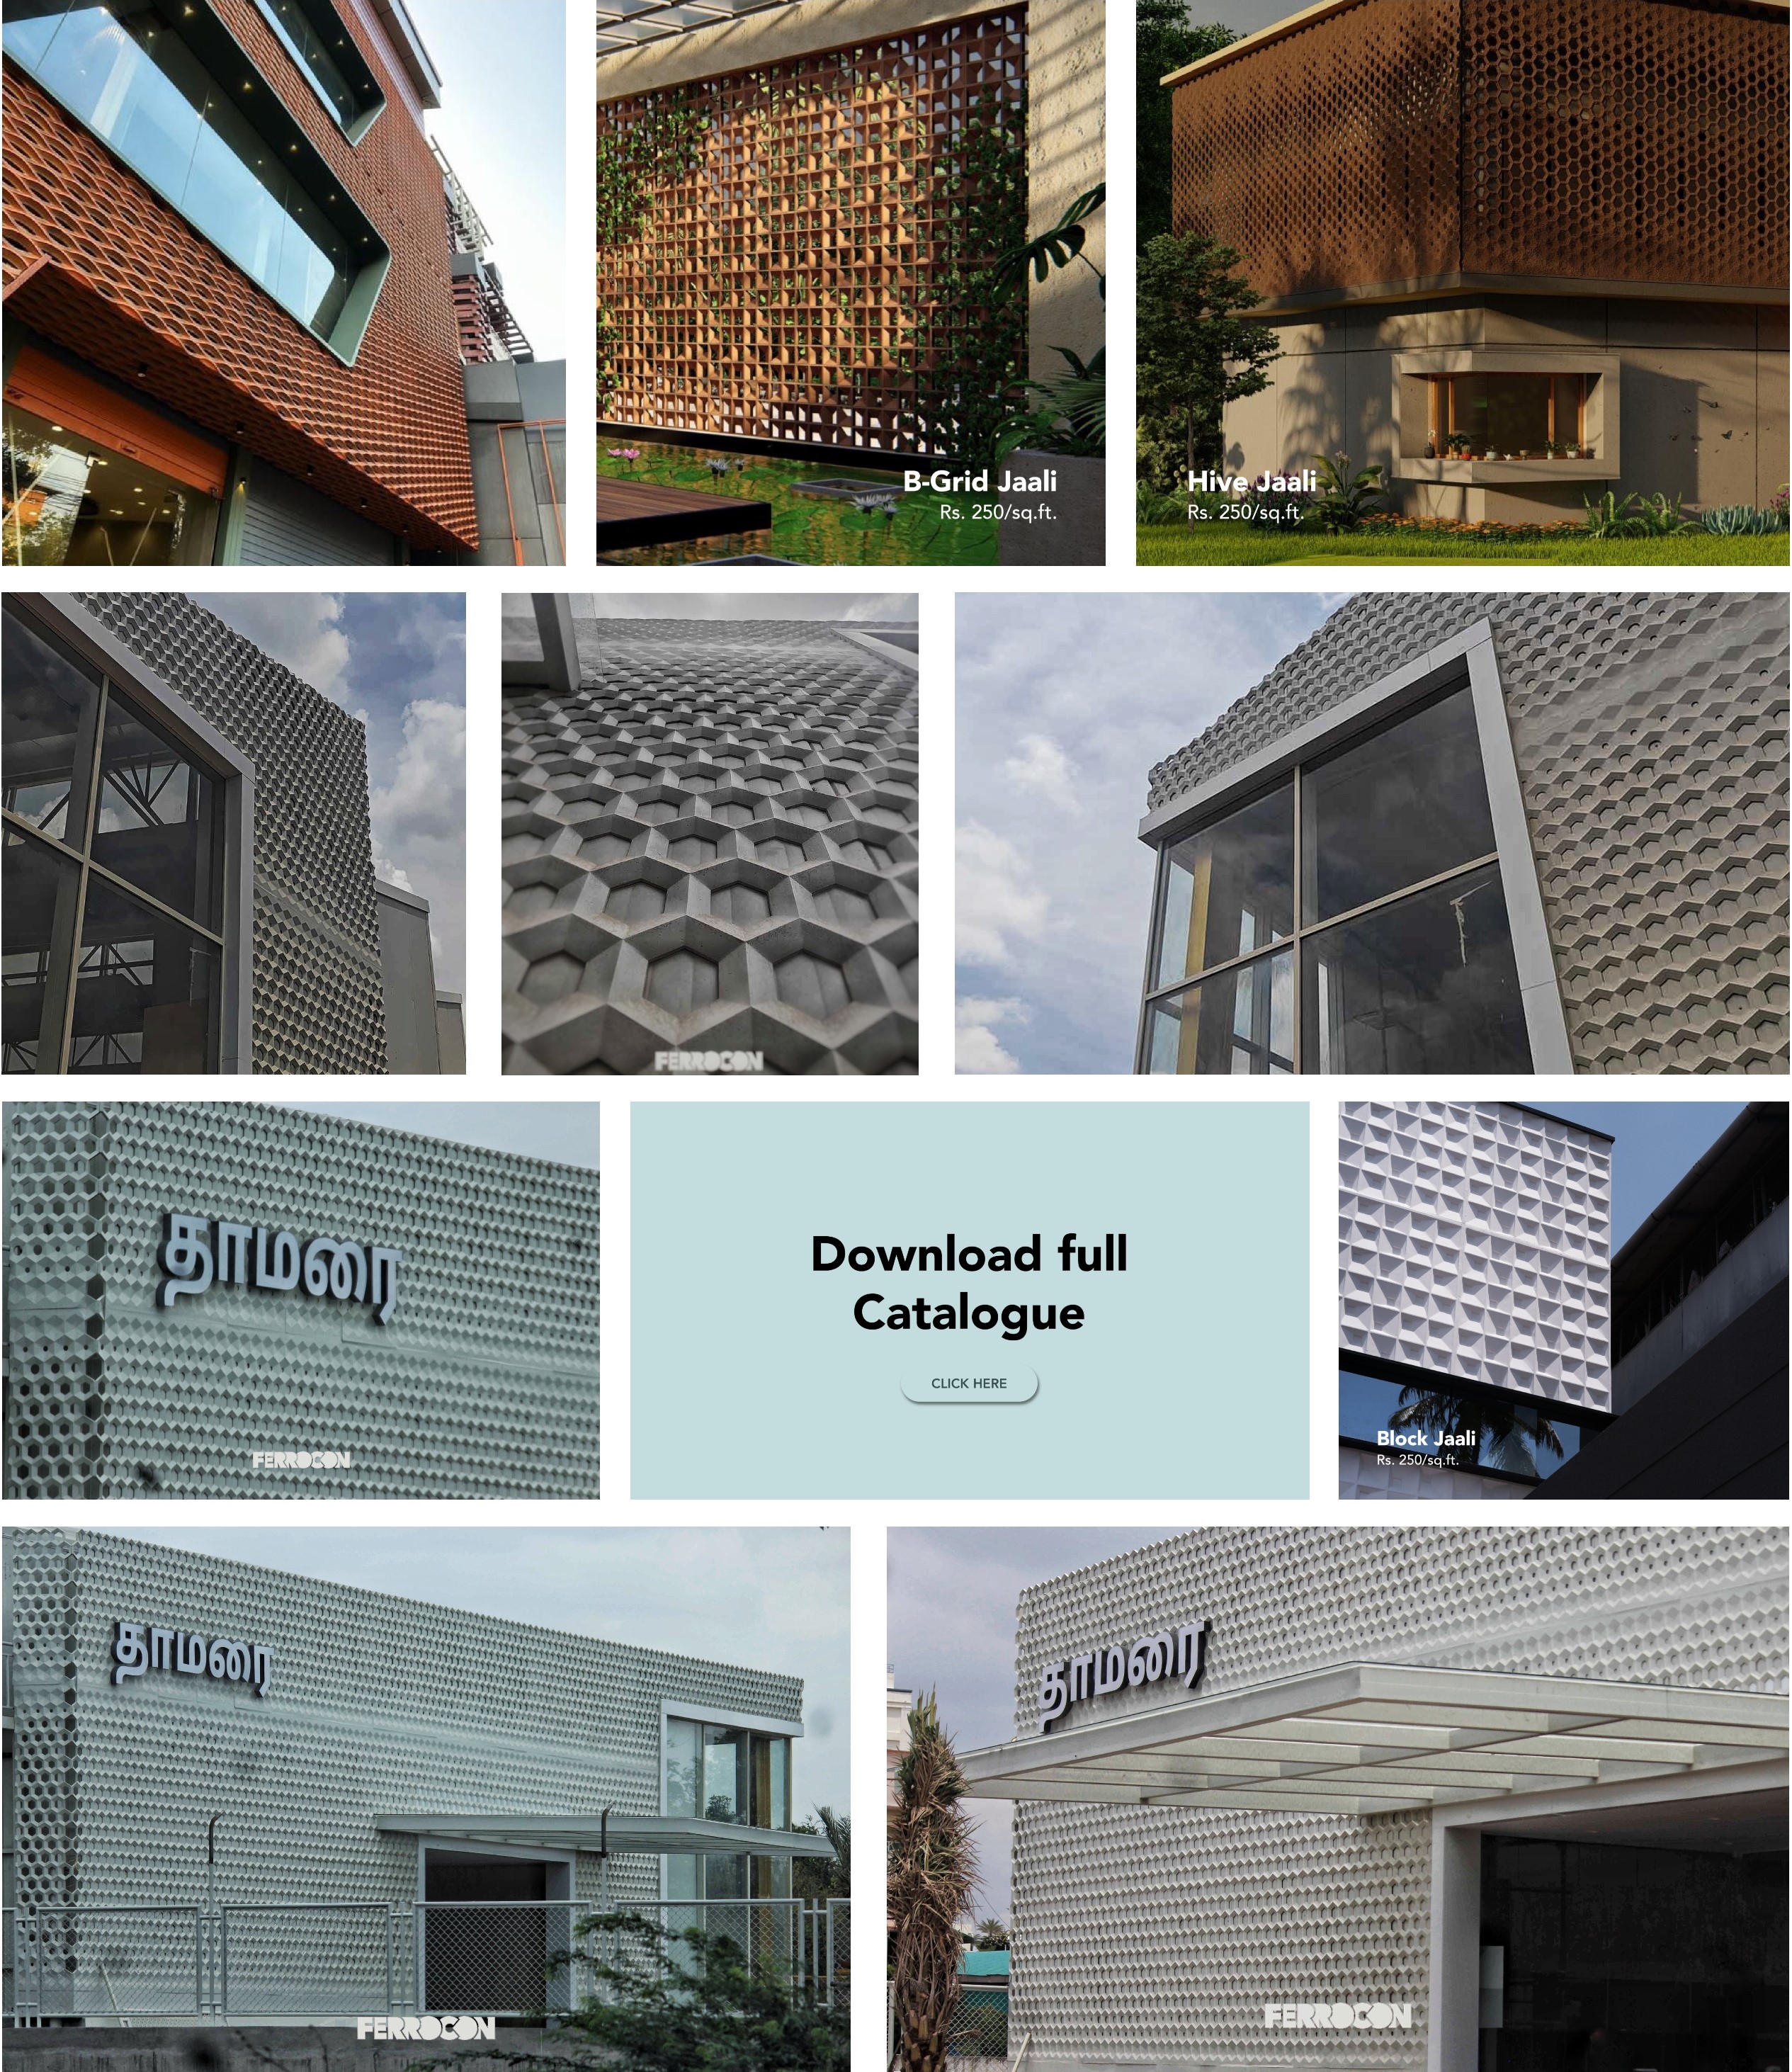 B-Grid Jaali
Rs. 250/sq.ft.
Hive Jaali
Rs. 250/sq.ft.
FERROCON
தாமரை
FERROCON
Download full
Catalogue
CLICK HERE
Block Jaali
Rs. 250/sq.ft.
தாமரை
FERROCON
தாமரை
FERROCON